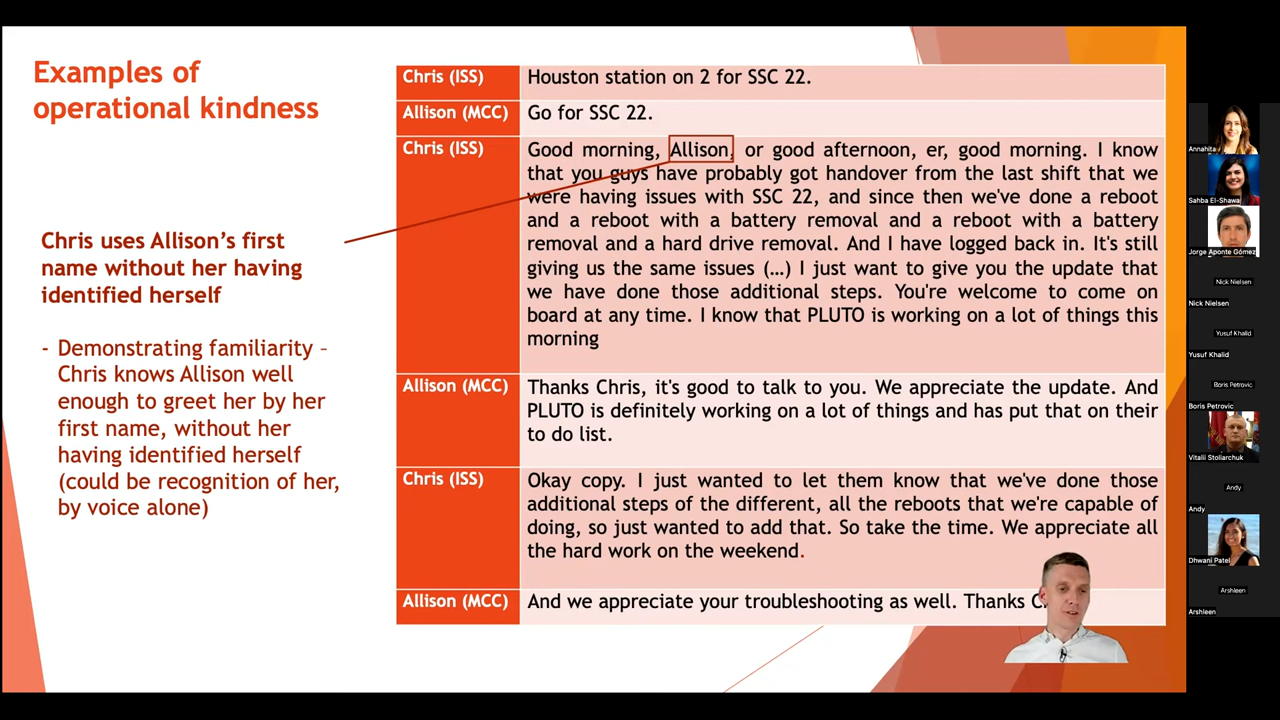 Examples of
operational kindness
Chris uses Allison's first
name without her having
identified herself
- Demonstrating familiarity –
Chris knows Allison well
enough to greet her by her
first name, without her
having identified herself
(could be recognition of her,
by voice alone)
Chris (ISS)
Houston station on 2 for SSC 22.
Allison (MCC)
Go for SSC 22.
Chris (ISS)
Good morning, Allison, or good afternoon, er, good morning. I know
that you guys have probably got handover from the last shift that we
were having issues with SSC 22, and since then we've done a reboot
and a reboot with a battery removal and a reboot with a battery
removal and a hard drive removal. And I have logged back in. It's still
giving us the same issues (…) I just want to give you the update that
we have done those additional steps. You're welcome to come on
board at any time. I know that PLUTO is working on a lot of things this
morning
Allison (MCC)
Thanks Chris, it's good to talk to you. We appreciate the update. And
PLUTO is definitely working on a lot of things and has put that on their
to do list.
Chris (ISS)
Okay copy. I just wanted to let them know that we've done those
additional steps of the different, all the reboots that we're capable of
doing, so just wanted to add that. So take the time. We appreciate all
the hard work on the weekend.
Allison (MCC)
And we appreciate your troubleshooting as well. Thanks
Annahita
Sahba El-Shawa
Jorge Aponte Gómez
Nick Nielsen
Nick Nielsen
Yusuf Khalid
Yusuf Khalid
Boris Petrovic
Boris Petrovic
Vitalii Stoliarchuk
Andy
Andy
Dhwani Patel
Arshleen
Arshleen